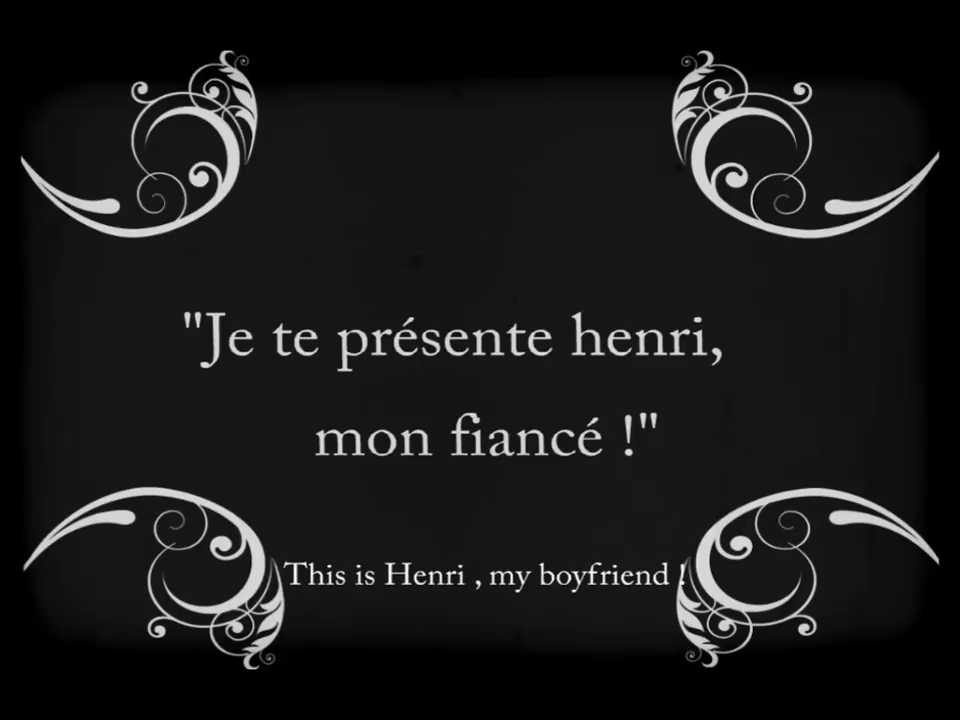 "Je te présente henri,
mon fiancé !"
This is Henri , my boyfriend !